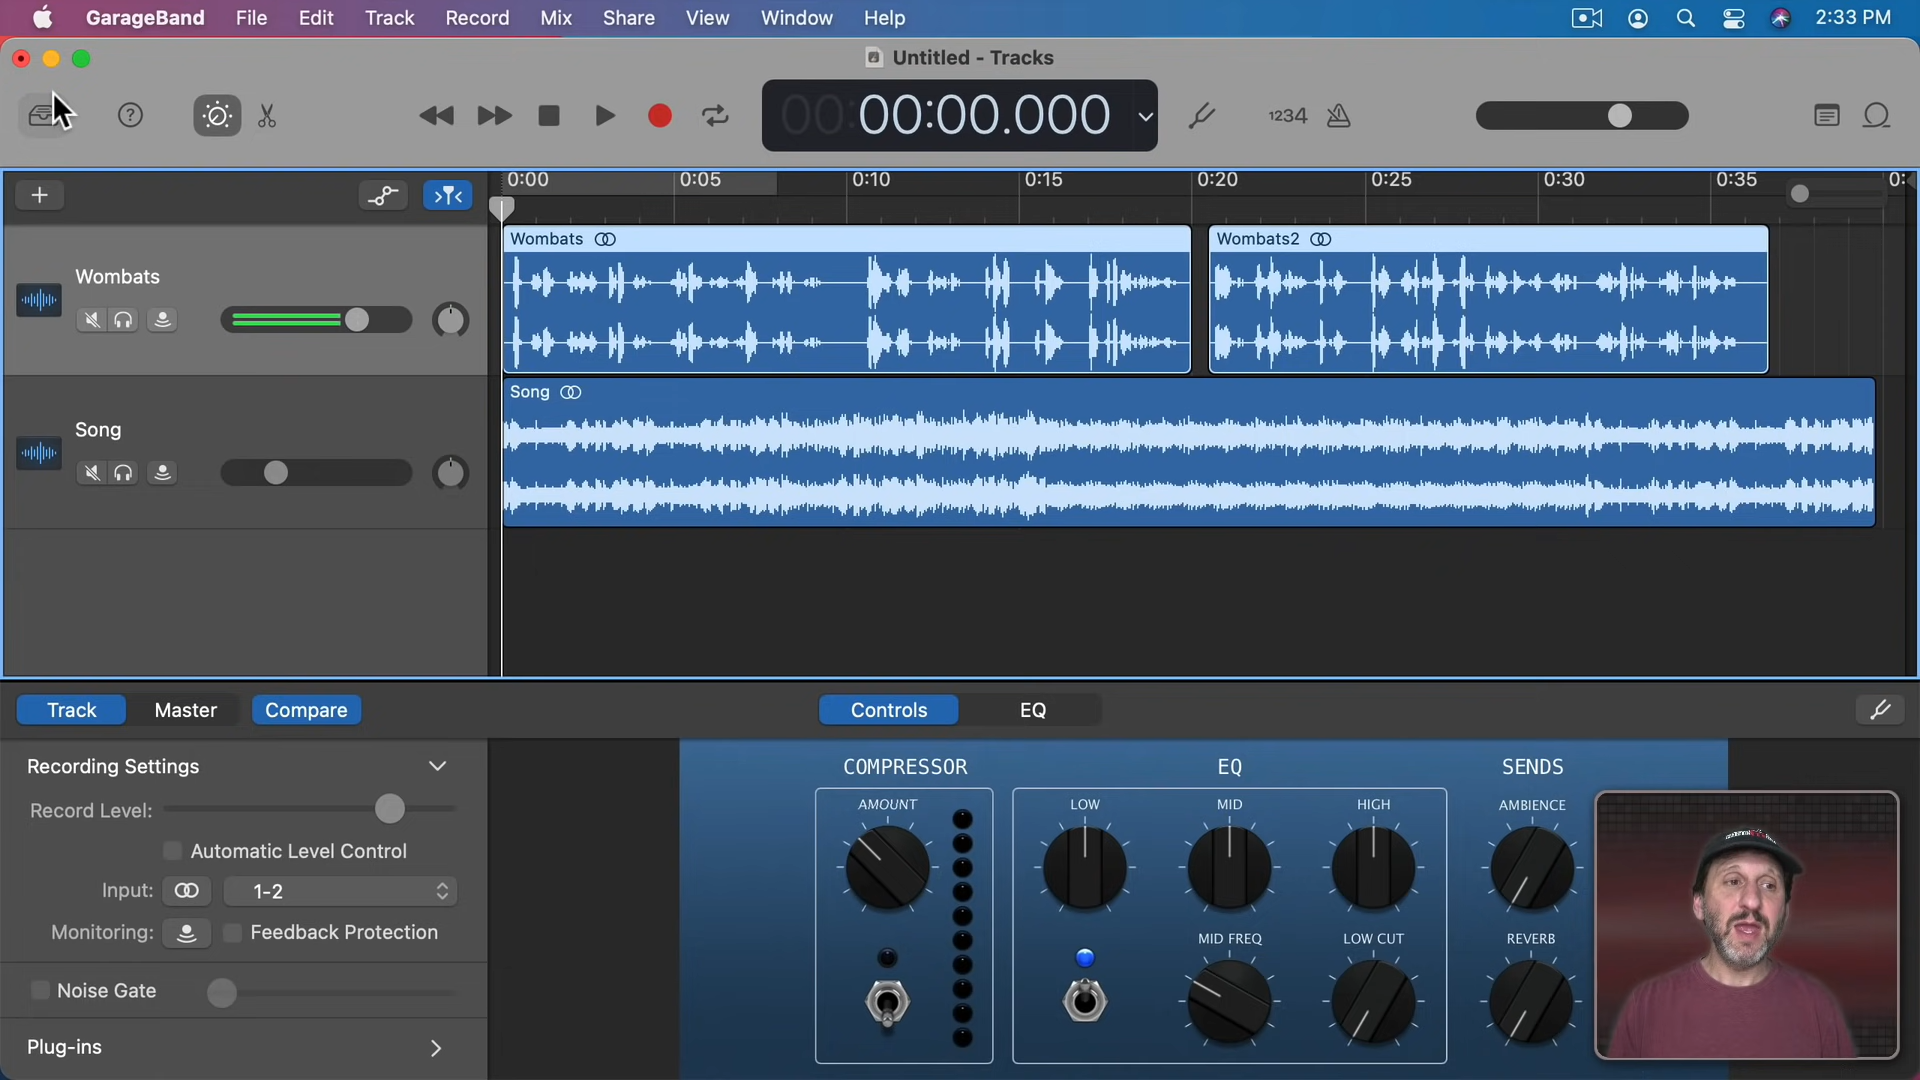 GarageBand File Edit Track Record Mix Share View Window Help 2:33 PM
Untitled - Tracks
00:00:00.000 1234
0:00 0:05 0:10 0:15 0:20 0:25 0:30 0:35 0:
Wombats Wombats2
Wombats
Song
Song
Track Master Compare Controls EQ
Recording Settings
Record Level:
Automatic Level Control
Input: 1-2
Monitoring: Feedback Protection
Noise Gate
Plug-ins
COMPRESSOR EQ SENDS
AMOUNT LOW MID HIGH AMBIENCE
MID FREQ LOW CUT REVERB